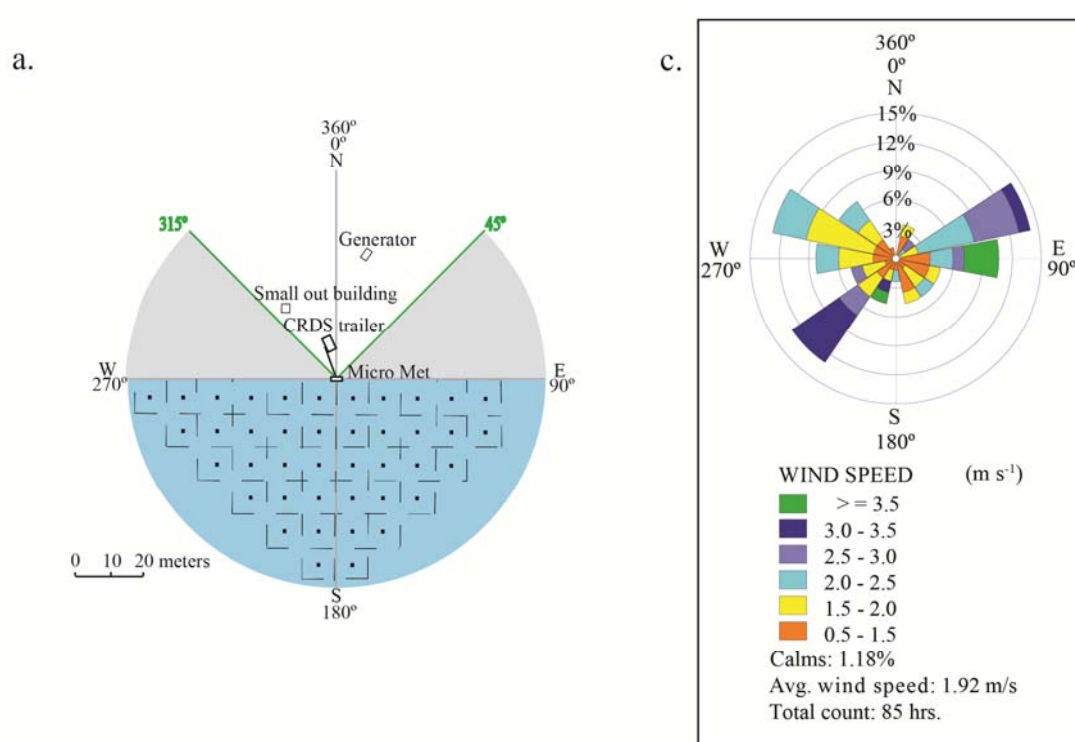 a.
360º
0º
N
315º
45º
Generator
Small out building
CRDS trailer
Micro Met
W
270º
E
90º
0 10 20 meters
S
180º
c.
360º
0º
N
15%
12%
9%
6%
3%
W
270º
E
90º
S
180º
WIND SPEED (m s⁻¹)
> = 3.5
3.0 - 3.5
2.5 - 3.0
2.0 - 2.5
1.5 - 2.0
0.5 - 1.5
Calms: 1.18%
Avg. wind speed: 1.92 m/s
Total count: 85 hrs.